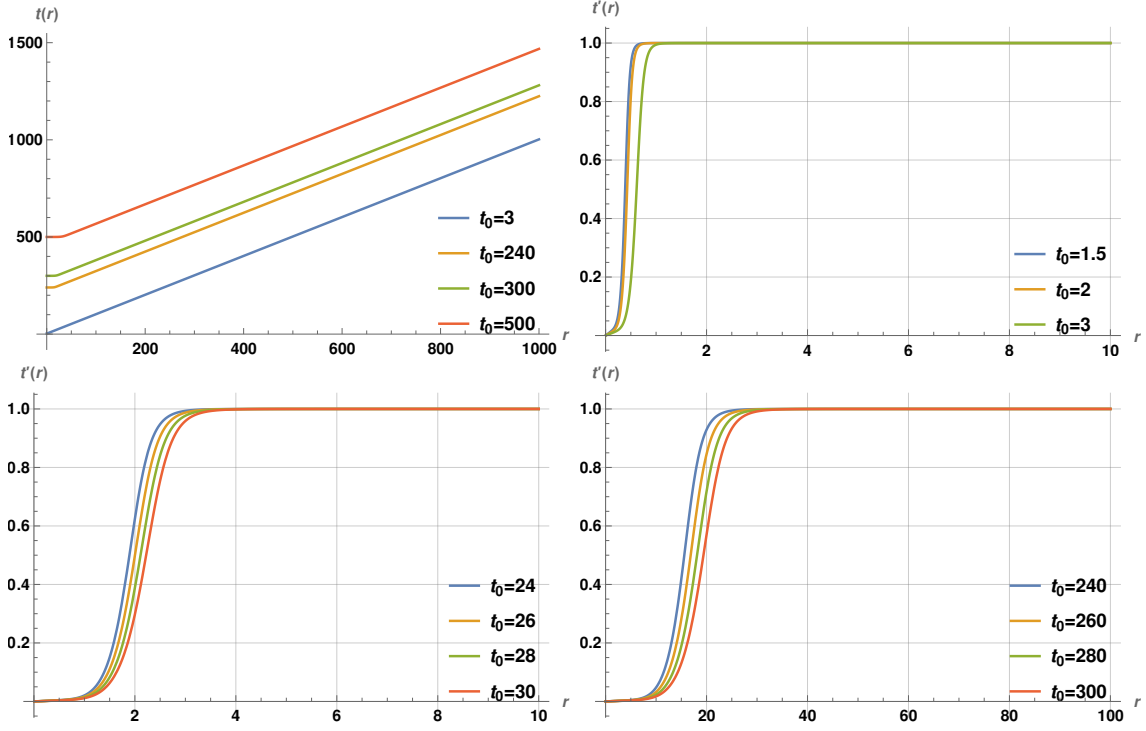 t(r)
1500
1000
500
200
400
600
800
1000
r
t₀=3
t₀=240
t₀=300
t₀=500
t′(r)
1.0
0.8
0.6
0.4
0.2
2
4
6
8
10
r
t₀=1.5
t₀=2
t₀=3
t′(r)
1.0
0.8
0.6
0.4
0.2
2
4
6
8
10
r
t₀=24
t₀=26
t₀=28
t₀=30
t′(r)
1.0
0.8
0.6
0.4
0.2
20
40
60
80
100
r
t₀=240
t₀=260
t₀=280
t₀=300